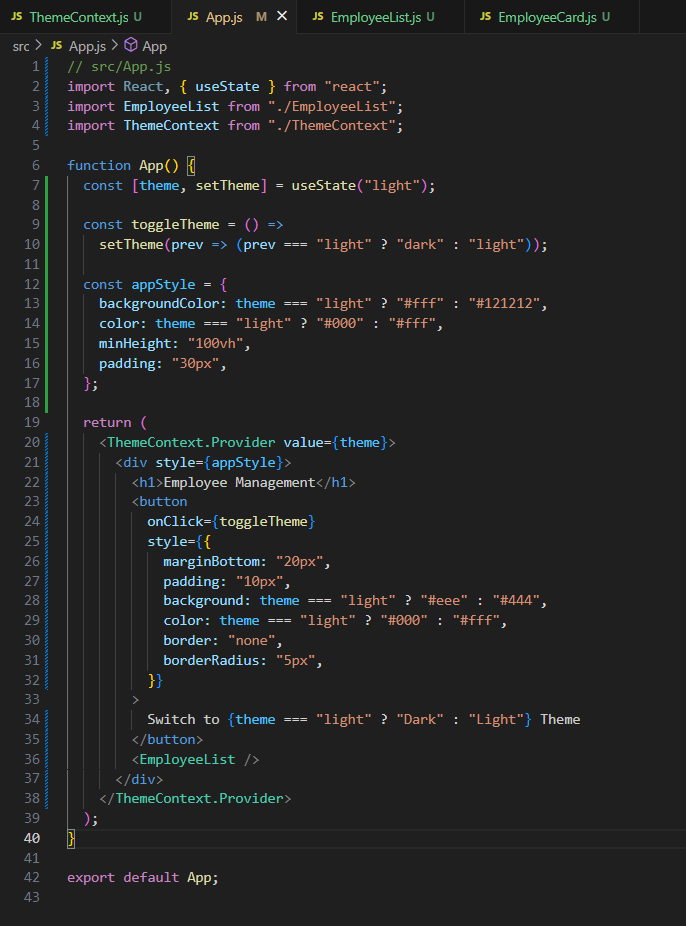 JS ThemeContext.js U JS App.js M × JS EmployeeList.js U JS EmployeeCard.js U
src > JS App.js > App
1 // src/App.js
2 import React, { useState } from "react";
3 import EmployeeList from "./EmployeeList";
4 import ThemeContext from "./ThemeContext";
5
6 function App() {
7   const [theme, setTheme] = useState("light");
8
9   const toggleTheme = () =>
10     setTheme(prev => (prev === "light" ? "dark" : "light"));
11
12   const appStyle = {
13     backgroundColor: theme === "light" ? "#fff" : "#121212",
14     color: theme === "light" ? "#000" : "#fff",
15     minHeight: "100vh",
16     padding: "30px",
17   };
18
19   return (
20     <ThemeContext.Provider value={theme}>
21       <div style={appStyle}>
22         <h1>Employee Management</h1>
23         <button
24           onClick={toggleTheme}
25           style={{
26             marginBottom: "20px",
27             padding: "10px",
28             background: theme === "light" ? "#eee" : "#444",
29             color: theme === "light" ? "#000" : "#fff",
30             border: "none",
31             borderRadius: "5px",
32           }}
33         >
34           Switch to {theme === "light" ? "Dark" : "Light"} Theme
35         </button>
36         <EmployeeList />
37       </div>
38     </ThemeContext.Provider>
39   );
40 }
41
42 export default App;
43